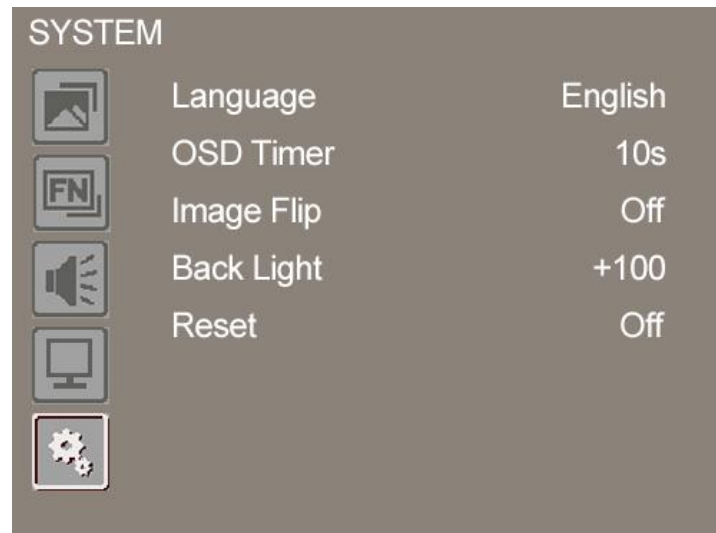 SYSTEM
Language English
OSD Timer 10s
FN
Image Flip Off
Back Light +100
Reset Off